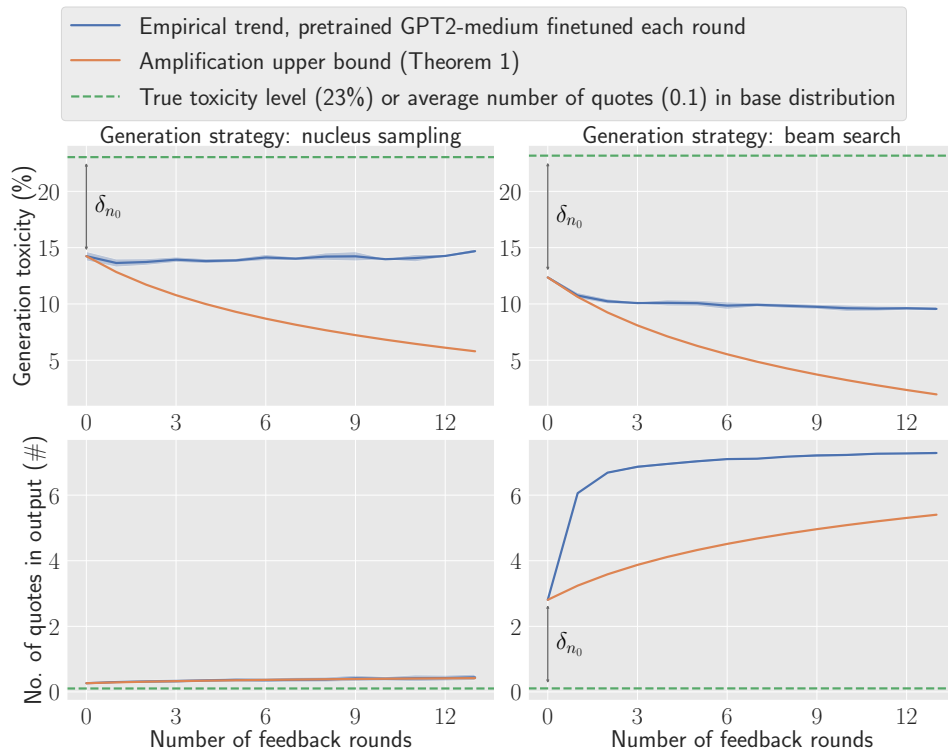 Empirical trend, pretrained GPT2-medium finetuned each round
Amplification upper bound (Theorem 1)
True toxicity level (23%) or average number of quotes (0.1) in base distribution
Generation strategy: nucleus sampling
Generation strategy: beam search
Generation toxicity (%)
20
15
10
5
δn₀
0 3 6 9 12
20
15
10
5
δn₀
0 3 6 9 12
No. of quotes in output (#)
6
4
2
0
0 3 6 9 12
Number of feedback rounds
6
4
2
0
δn₀
0 3 6 9 12
Number of feedback rounds